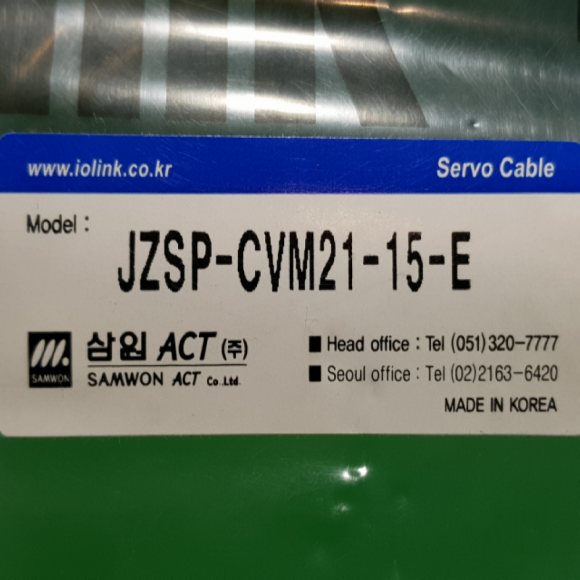 www.iolink.co.kr
Servo Cable
Model :
JZSP-CVM21-15-E
SAMWON
삼원 ACT (주)
SAMWON ACT Co.,Ltd.
■ Head office : Tel (051)320-7777
■ Seoul office : Tel (02)2163-6420
MADE IN KOREA